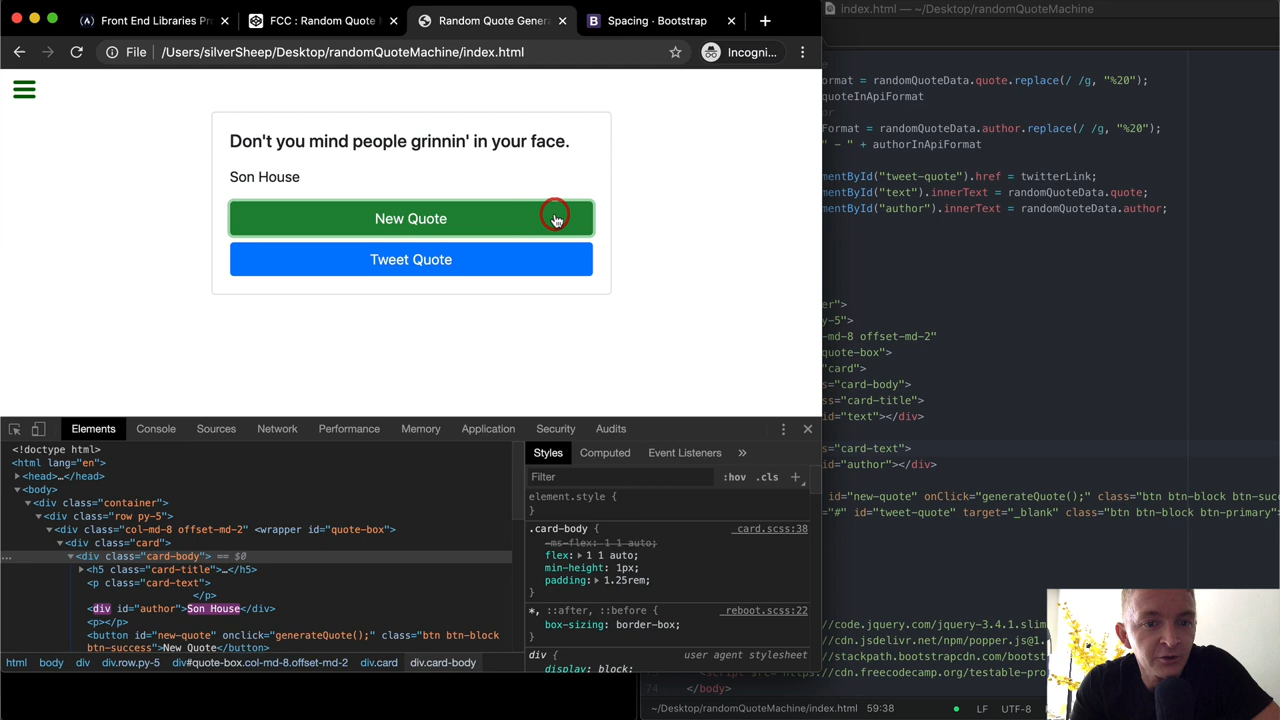 Front End Libraries Pr
FCC : Random Quote M
Random Quote Gener
Spacing · Bootstrap
index.html — ~/Desktop/randomQuoteMachine
File
/Users/silverSheep/Desktop/randomQuoteMachine/index.html
Incogni...
Don't you mind people grinnin' in your face.
Son House
New Quote
Tweet Quote
ormat = randomQuoteData.quote.replace(/ /g, "%20");
quoteInApiFormat
or
Format = randomQuoteData.author.replace(/ /g, "%20");
" - " + authorInApiFormat
mentById("tweet-quote").href = twitterLink;
mentById("text").innerText = randomQuoteData.quote;
mentById("author").innerText = randomQuoteData.author;
er">
y-5">
-md-8 offset-md-2"
quote-box">
card">
="card-body">
ss="card-title">
id="text"></div>
s="card-text">
id="author"></div>
id="new-quote" onClick="generateQuote();" class="btn btn-block btn-suc
="#" id="tweet-quote" target="_blank" class="btn btn-block btn-primary"
//code.jquery.com/jquery-3.4.1.slim
//cdn.jsdelivr.net/npm/popper.js@1.
//stackpath.bootstrapcdn.com/bootst
<script src="https://cdn.freecodecamp.org/testable-pro
74 </body>
~/Desktop/randomQuoteMachine/index.html 59:38 LF UTF-8
Elements Console Sources Network Performance Memory Application Security Audits
<!doctype html>
<html lang="en">
<head>…</head>
<body>
<div class="container">
<div class="row py-5">
<div class="col-md-8 offset-md-2" <wrapper id="quote-box">
<div class="card">
... <div class="card-body"> == $0
<h5 class="card-title">…</h5>
<p class="card-text">
</p>
<div id="author">Son House</div>
<p></p>
<button id="new-quote" onclick="generateQuote();" class="btn btn-block
btn-success">New Quote</button>
html body div div.row.py-5 div#quote-box.col-md-8.offset-md-2 div.card div.card-body
Styles Computed Event Listeners »
Filter :hov .cls +
element.style {
}
.card-body { _card.scss:38
-ms-flex: 1 1 auto;
flex: 1 1 auto;
min-height: 1px;
padding: 1.25rem;
}
*, ::after, ::before { _reboot.scss:22
box-sizing: border-box;
}
div { user agent stylesheet
display: block;